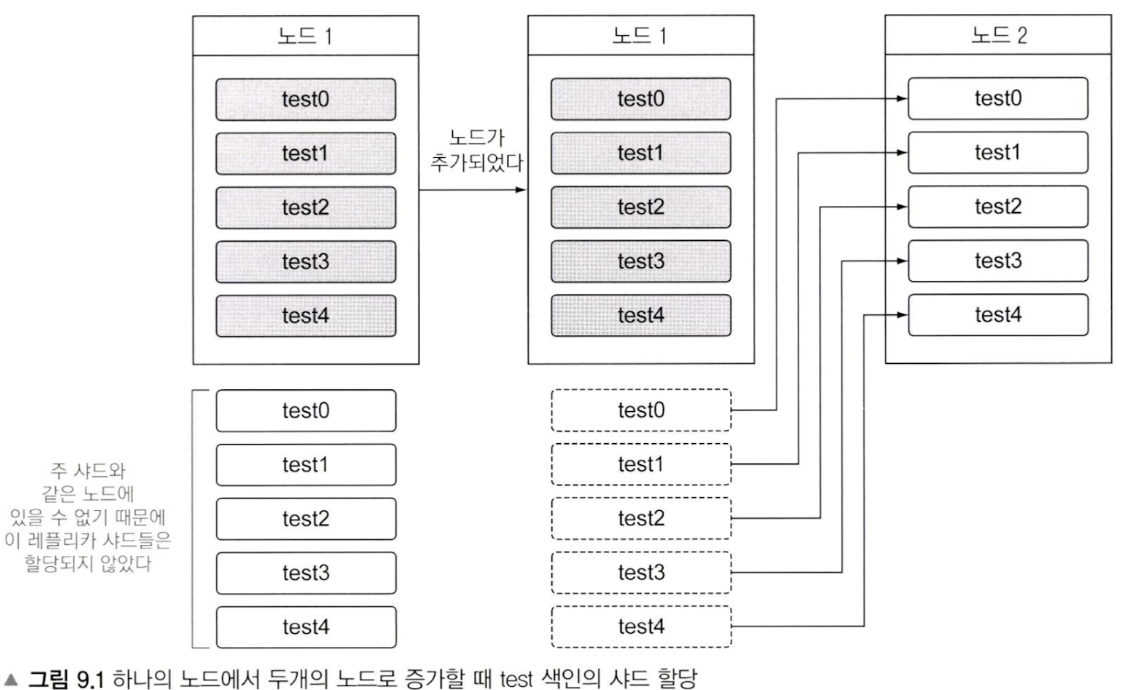 노드 1
test0
test1
test2
test3
test4
노드가
추가되었다
노드 1
test0
test1
test2
test3
test4
노드 2
test0
test1
test2
test3
test4
주 샤드와
같은 노드에
있을 수 없기 때문에
이 레플리카 샤드들은
할당되지 않았다
test0
test1
test2
test3
test4
test0
test1
test2
test3
test4
▲ 그림 9.1 하나의 노드에서 두개의 노드로 증가할 때 test 색인의 샤드 할당